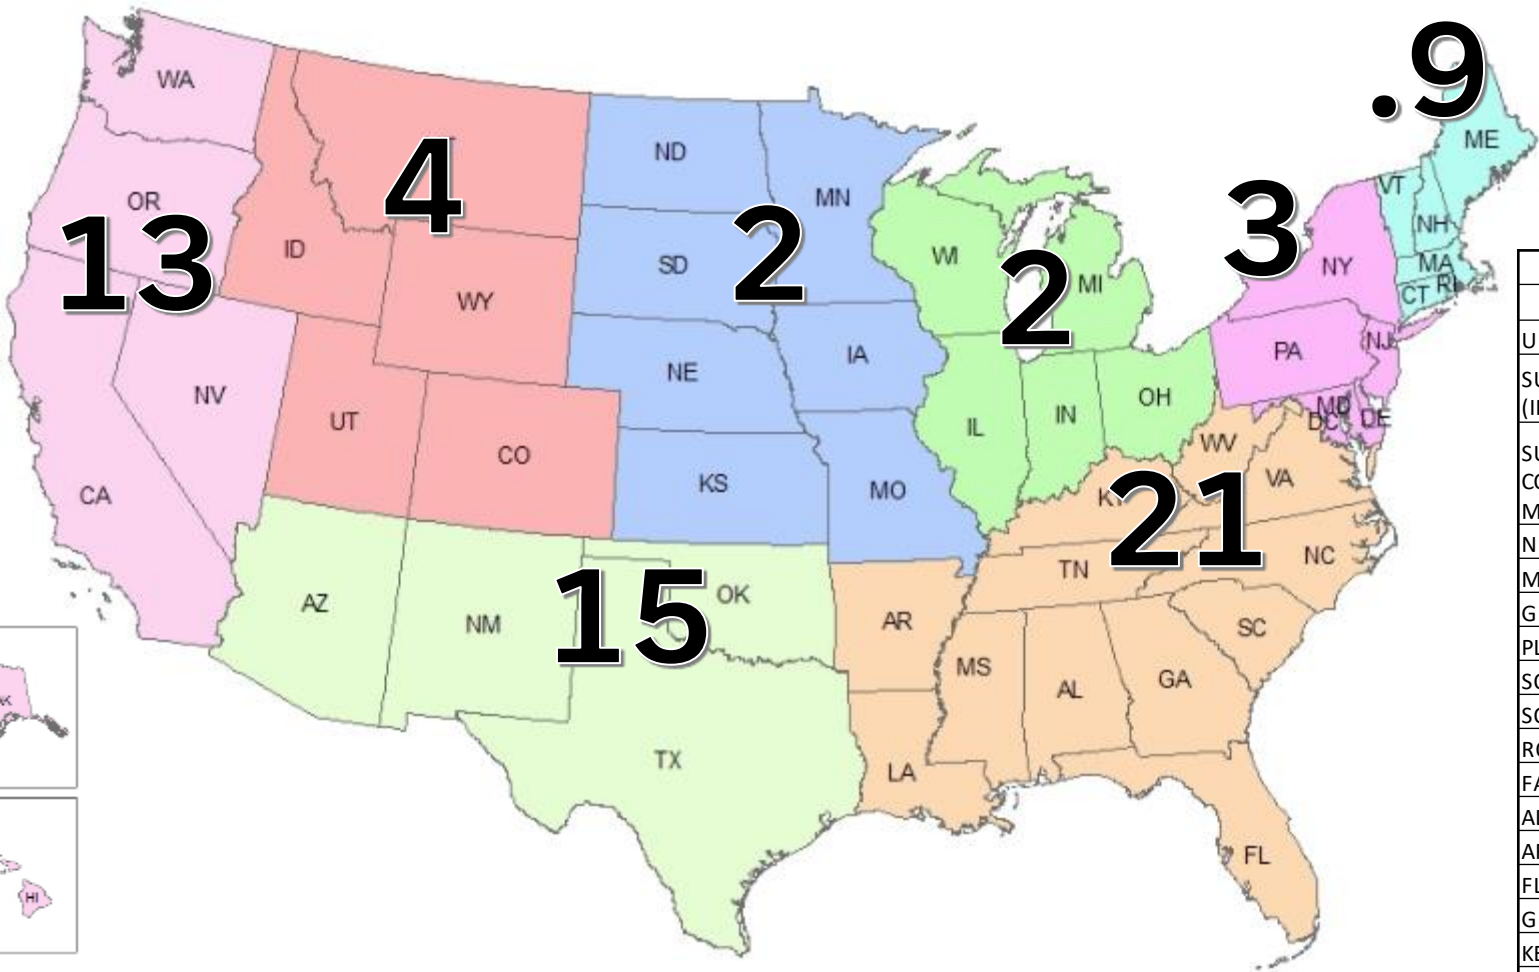 .9
WA
ME
ND
4
MN
VT
OR
3
NH
13
ID
SD
2
WI
2
MI
NY
MA
RI
CT
WY
U
IA
PA
NJ
NE
NV
UT
IL
IN
OH
MD
DE
DC
CO
KS
MO
WV
VA
CA
21
TN
NC
AZ
NM
15
OK
AR
SC
MS
AL
GA
TX
LA
FL
HI